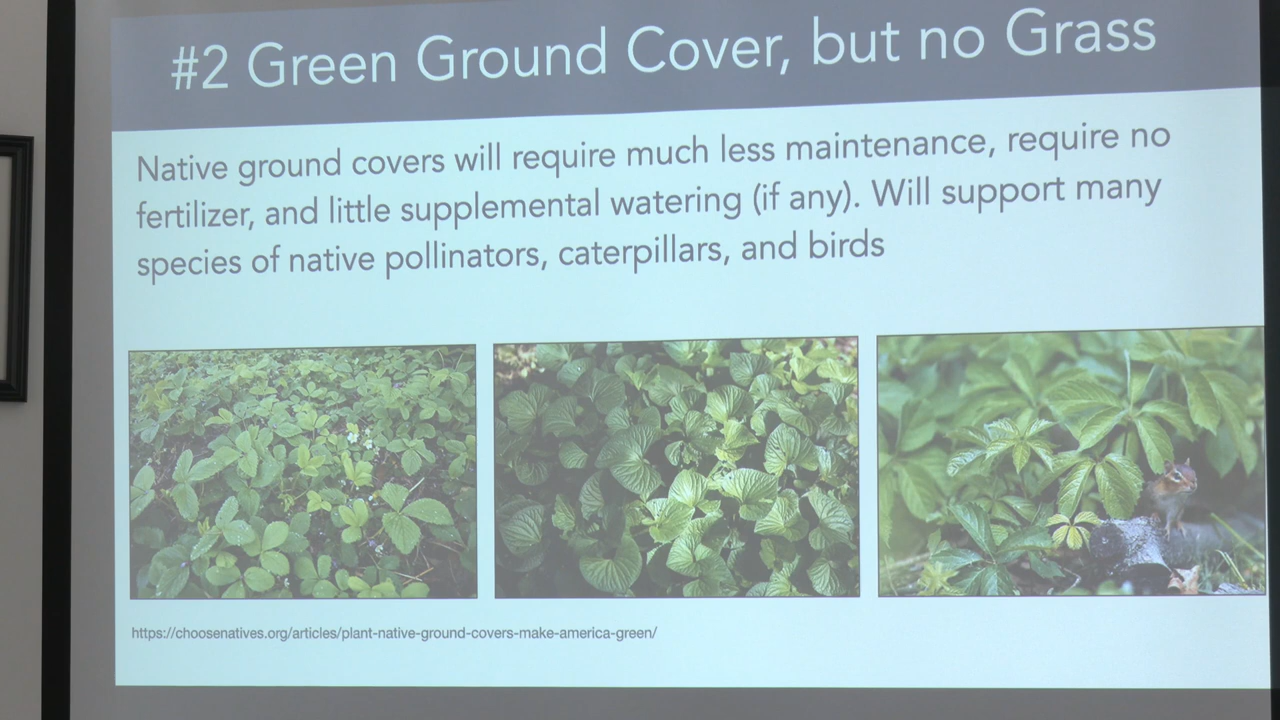 #2 Green Ground Cover, but no Grass
Native ground covers will require much less maintenance, require no
fertilizer, and little supplemental watering (if any). Will support many
species of native pollinators, caterpillars, and birds
https://choosenatives.org/articles/plant-native-ground-covers-make-america-green/